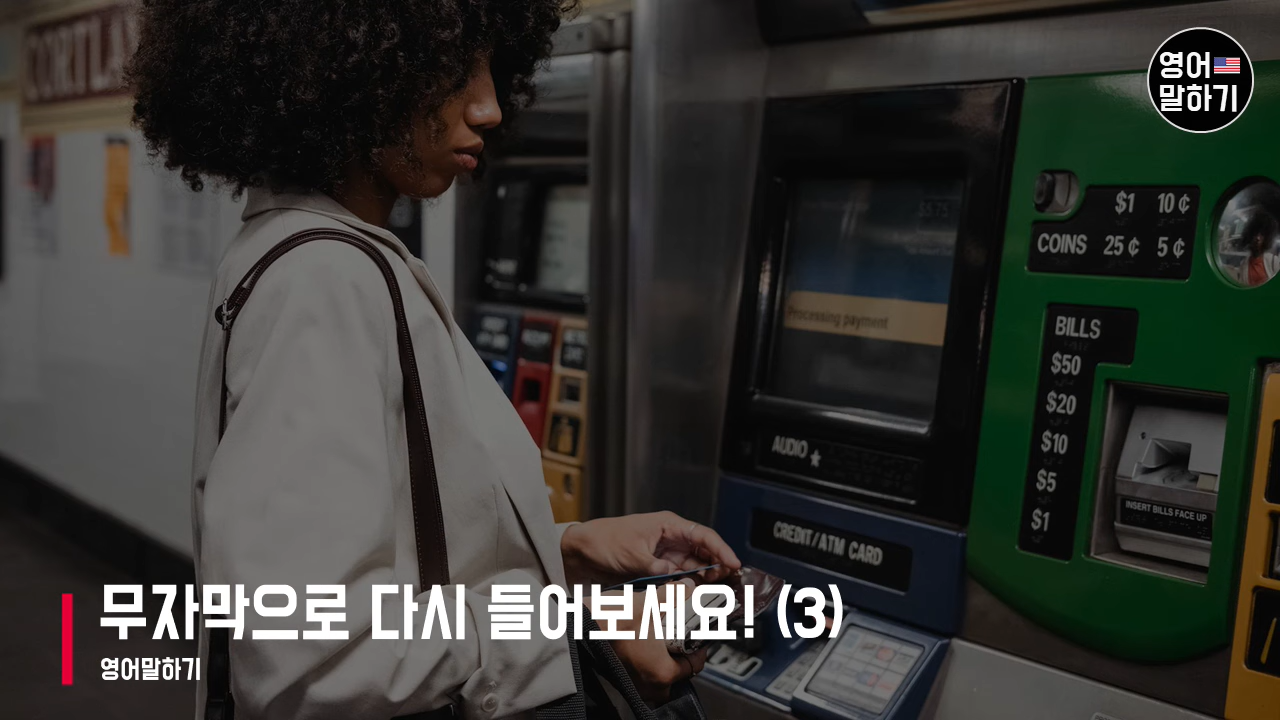 CORTLA
영어
말하기
$1 10¢
COINS 25¢ 5¢
BILLS
$50
$20
$10
$5
$1
Processing payment
AUDIO
INSERT BILLS FACE UP
CREDIT/ATM CARD
무자막으로 다시 들어보세요! (3)
영어말하기